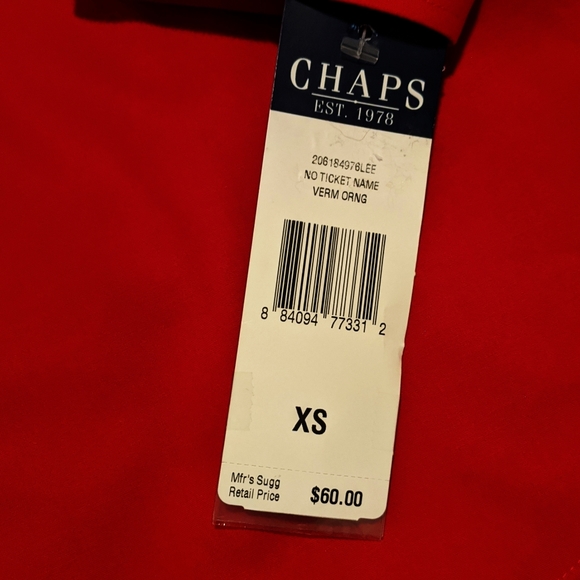 CHAPS
EST. 1978
206184976LEE
NO TICKET NAME
VERM ORNG
8 84094 77331 2
XS
Mfr's Sugg
Retail Price $60.00